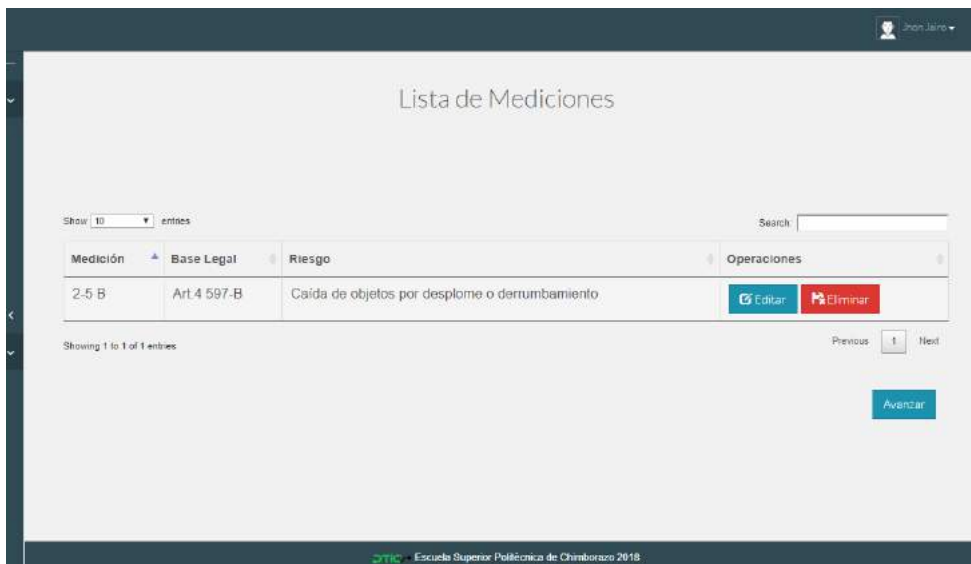 Jhon Jairo
Lista de Mediciones
Show 10 entries Search:
Medición Base Legal Riesgo Operaciones
2-5 B Art.4 597-B Caída de objetos por desplome o derrumbamiento Editar Eliminar
Showing 1 to 1 of 1 entries Previous 1 Next
Avanzar
DTIC - Escuela Superior Politécnica de Chimborazo 2018